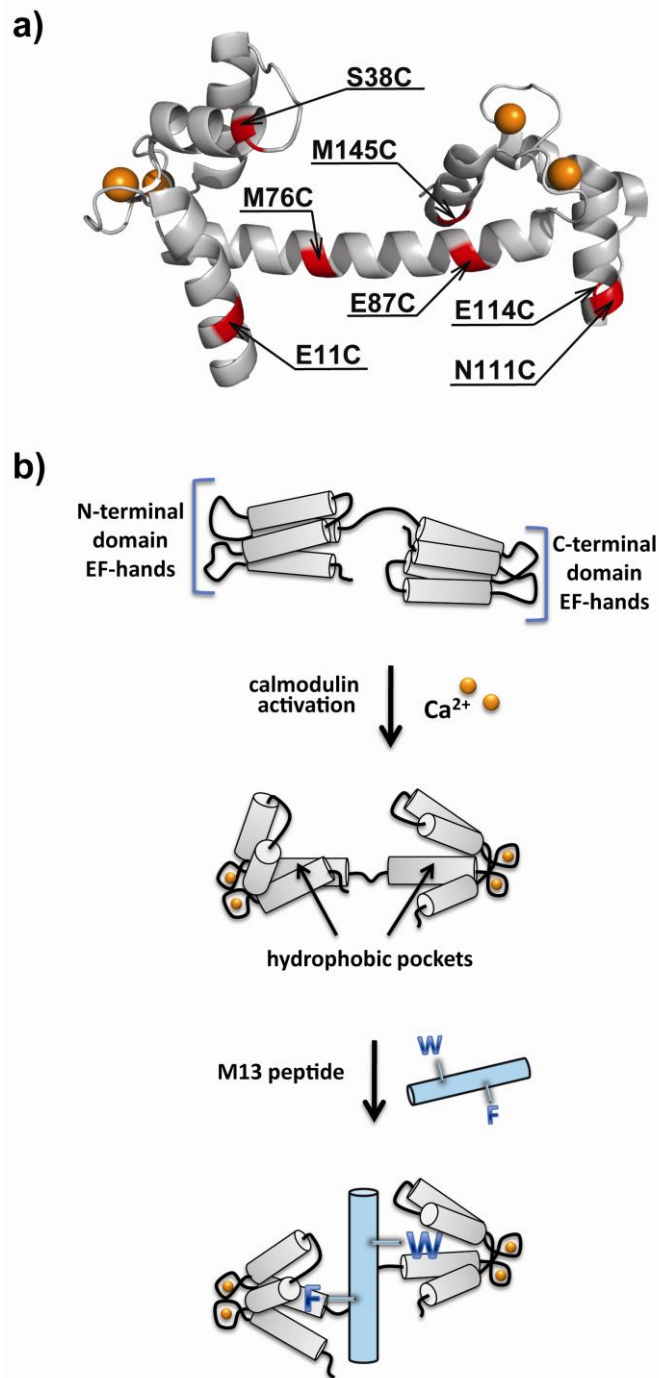 a)
S38C
M145C
M76C
E87C
E114C
E11C
N111C
b)
N-terminal
domain
EF-hands
C-terminal
domain
EF-hands
calmodulin
activation
Ca²⁺
hydrophobic pockets
M13 peptide
W
F
W
F